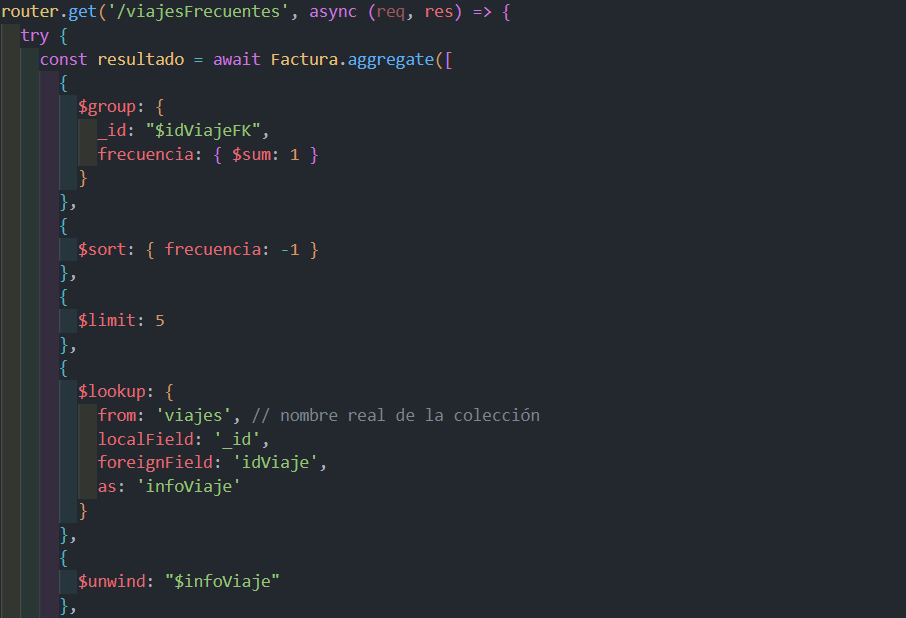 router.get('/viajesFrecuentes', async (req, res) => {
  try {
    const resultado = await Factura.aggregate([
      {
        $group: {
          _id: "$idViajeFK",
          frecuencia: { $sum: 1 }
        }
      },
      {
        $sort: { frecuencia: -1 }
      },
      {
        $limit: 5
      },
      {
        $lookup: {
          from: 'viajes', // nombre real de la colección
          localField: '_id',
          foreignField: 'idViaje',
          as: 'infoViaje'
        }
      },
      {
        $unwind: "$infoViaje"
      },